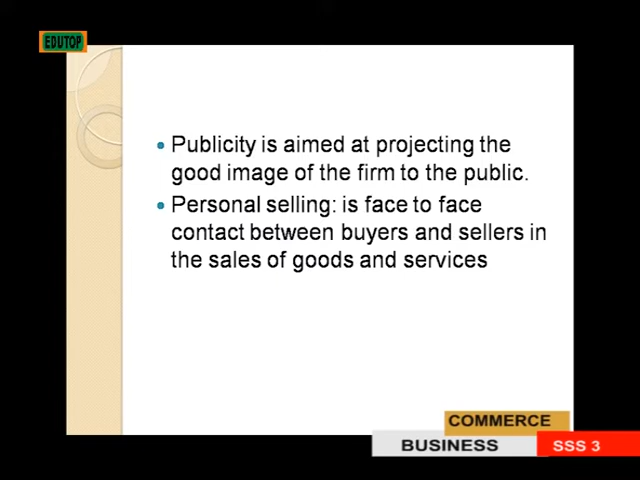 EDUTOP
Publicity is aimed at projecting the
good image of the firm to the public.
Personal selling: is face to face
contact between buyers and sellers in
the sales of goods and services
COMMERCE
BUSINESS
SSS 3